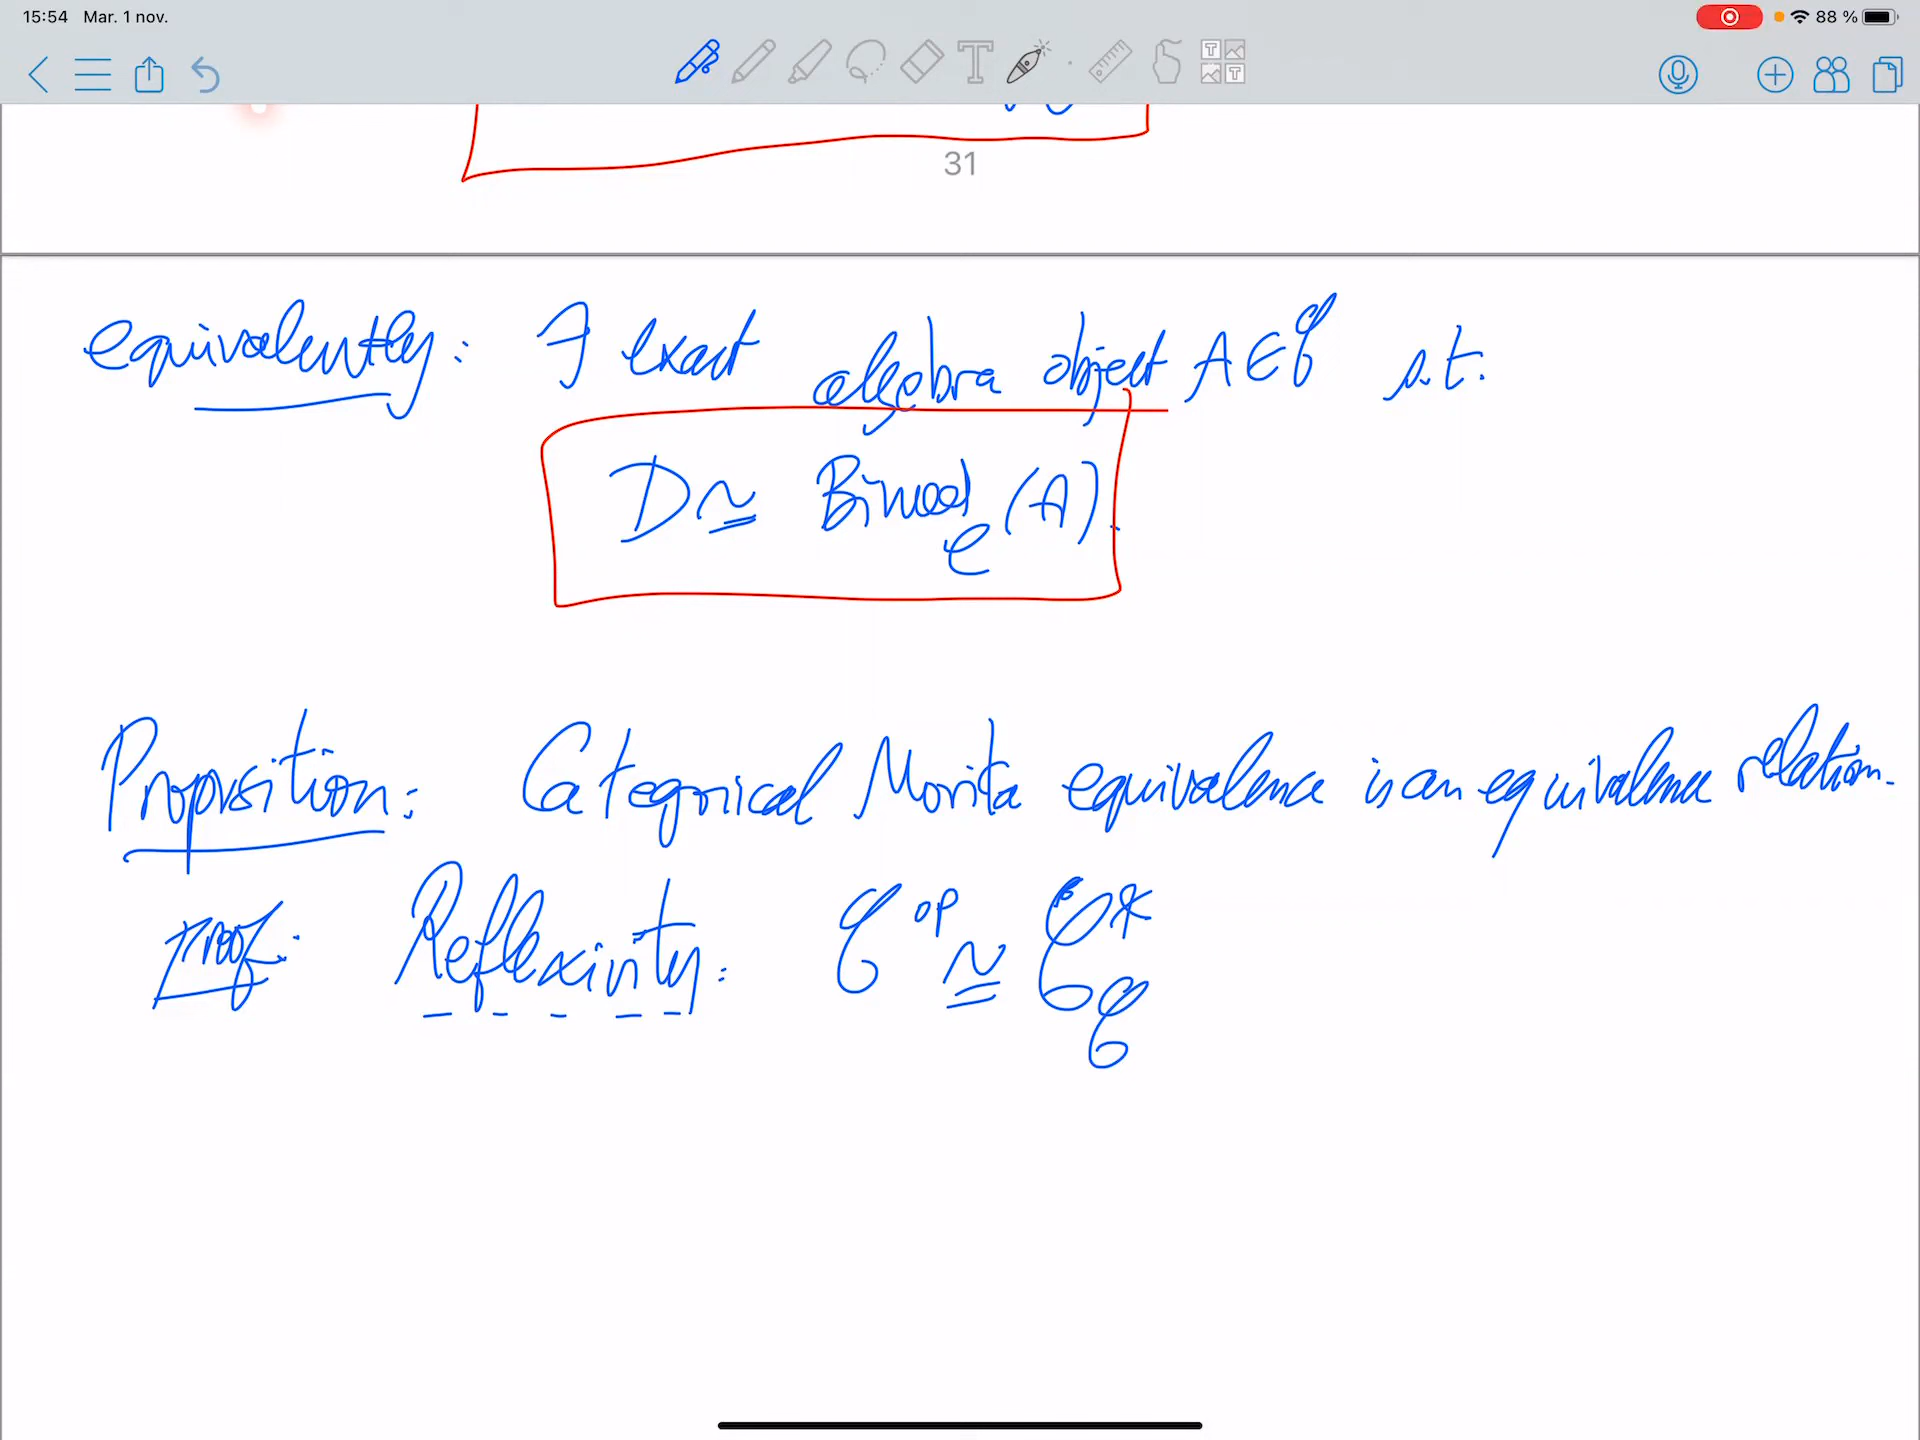 15:54 Mar. 1 nov. 88 %
31
equivalently: ∃ exact algebra object A ∈ 𝒞 s.t.
D ≅ Bimod_𝒞 (A).
Proposition: Categorical Morita equivalence is an equivalence relation.
Proof: Reflexivity: 𝒞^op ≅ 𝒞^*_𝒞